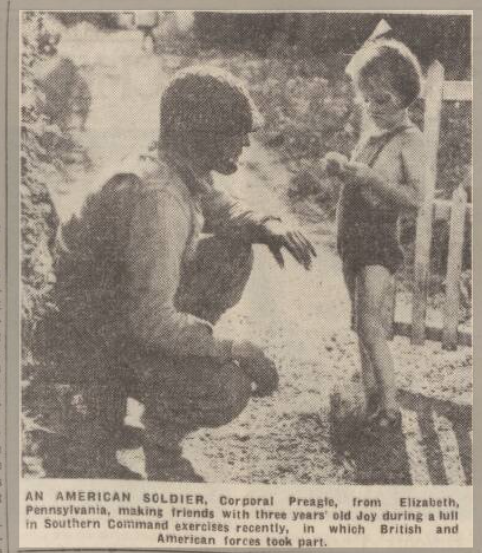 AN AMERICAN SOLDIER, Corporal Preagle, from Elizabeth,
Pennsylvania, making friends with three years' old Joy during a lull
in Southern Command exercises recently, in which British and
American forces took part.